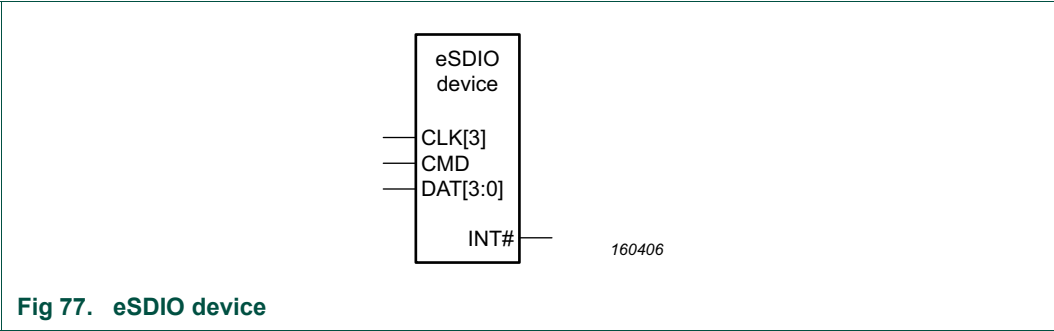 eSDIO
device
CLK[3]
CMD
DAT[3:0]
INT#
160406
Fig 77. eSDIO device